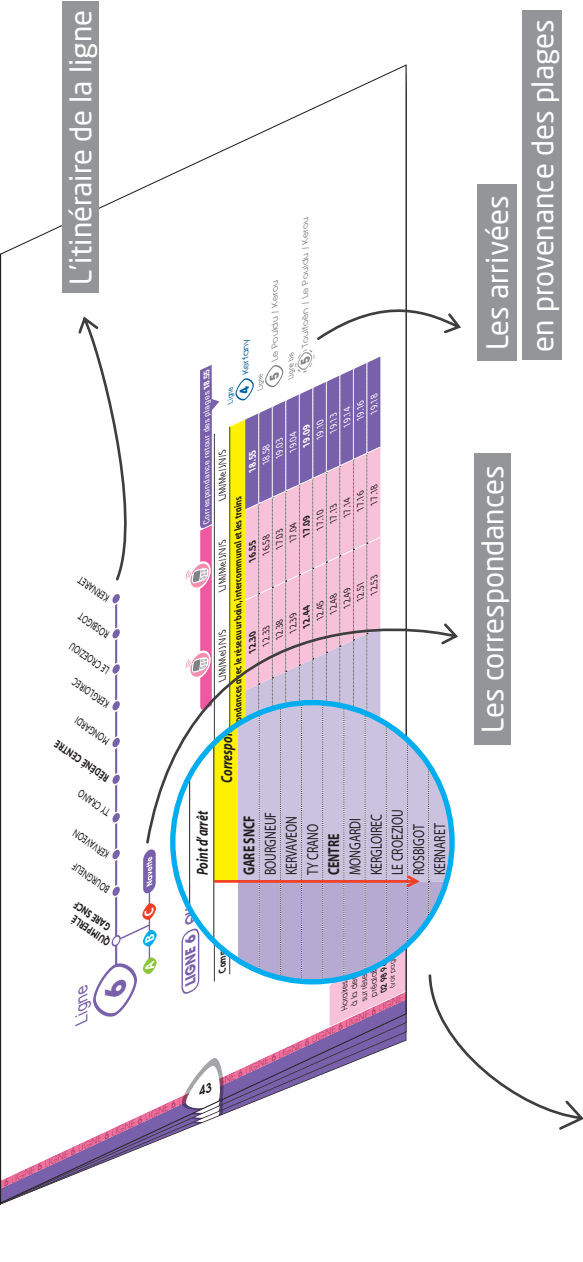 L'itinéraire de la ligne
Ligne
6
QUIMPERLÉ
GARE SNCF
BOURGNEUF
KERVAVEON
TY CRANO
RÉDÉNÉ CENTRE
MONGARDI
KERGLOIREC
LE CROEZIOU
ROSBIGOT
KERNARET
A B C Navette
LIGNE 6
Correspondance retour des plages 18.55
Point d'arrêt L/M/Me/J/V/S L/M/Me/J/V/S L/M/Me/J/V/S
Correspondances avec le réseau urbain, intercommunal et les trains
GARE SNCF 12.30 16.55 18.55
BOURGNEUF 12.33 16.58 18.58
KERVAVEON 12.38 17.03 19.03
TY CRANO 12.39 17.04 19.04
CENTRE 12.44 17.09 19.09
MONGARDI 12.45 17.10 19.10
KERGLOIREC 12.48 17.13 19.13
LE CROEZIOU 12.49 17.14 19.14
ROSBIGOT 12.51 17.16 19.16
KERNARET 12.53 17.18 19.18
Ligne 4 Kerfany
Ligne 5 Le Pouldu / Kerou
Ligne 5 Toulfoën / Le Pouldu / Kerou
Horaires
à la
43
Les correspondances
Les arrivées
en provenance des plages